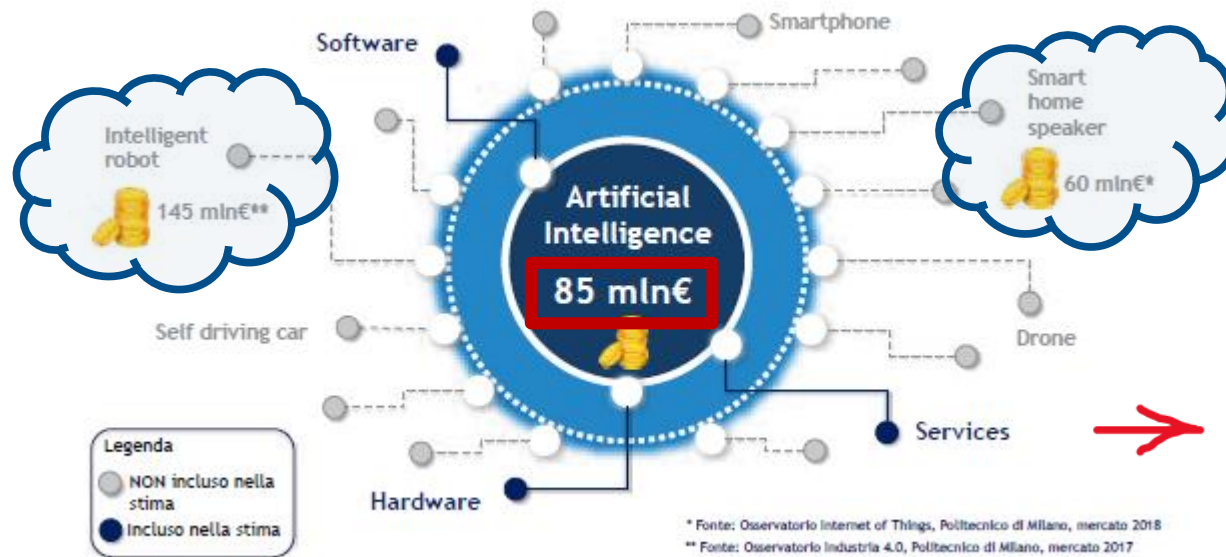 Software
Smartphone
Intelligent
robot
145 mln€**
Smart
home
speaker
60 mln€*
Artificial
Intelligence
85 mln€
Self driving car
Drone
Services
Hardware
Legenda
NON incluso nella
stima
Incluso nella stima
* Fonte: Osservatorio Internet of Things, Politecnico di Milano, mercato 2018
** Fonte: Osservatorio Industria 4.0, Politecnico di Milano, mercato 2017